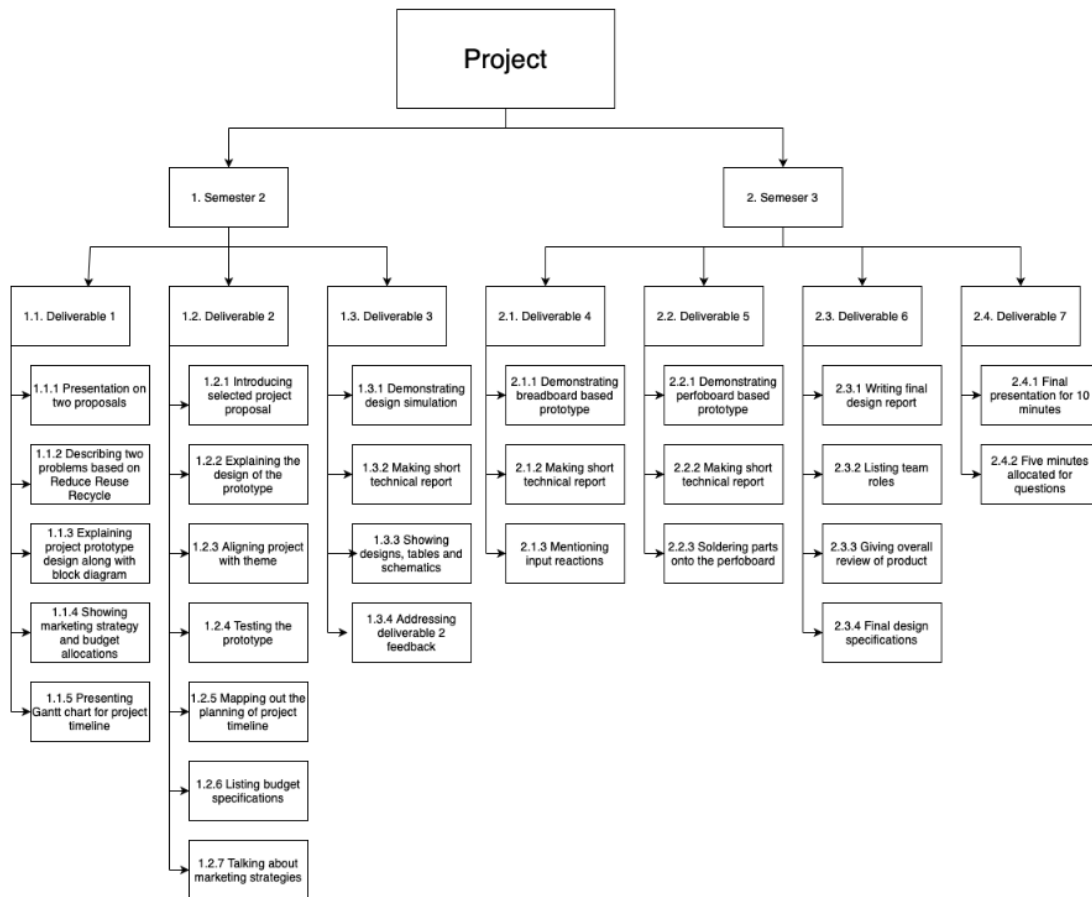 Project
1. Semester 2
2. Semeser 3
1.1. Deliverable 1
1.2. Deliverable 2
1.3. Deliverable 3
2.1. Deliverable 4
2.2. Deliverable 5
2.3. Deliverable 6
2.4. Deliverable 7
1.1.1 Presentation on
two proposals
1.1.2 Describing two
problems based on
Reduce Reuse
Recycle
1.1.3 Explaining
project prototype
design along with
block diagram
1.1.4 Showing
marketing strategy
and budget
allocations
1.1.5 Presenting
Gantt chart for project
timeline
1.2.1 Introducing
selected project
proposal
1.2.2 Explaining the
design of the
prototype
1.2.3 Aligning project
with theme
1.2.4 Testing the
prototype
1.2.5 Mapping out the
planning of project
timeline
1.2.6 Listing budget
specifications
1.2.7 Talking about
marketing strategies
1.3.1 Demonstrating
design simulation
1.3.2 Making short
technical report
1.3.3 Showing
designs, tables and
schematics
1.3.4 Addressing
deliverable 2
feedback
2.1.1 Demonstrating
breadboard based
prototype
2.1.2 Making short
technical report
2.1.3 Mentioning
input reactions
2.2.1 Demonstrating
perfoboard based
prototype
2.2.2 Making short
technical report
2.2.3 Soldering parts
onto the perfoboard
2.3.1 Writing final
design report
2.3.2 Listing team
roles
2.3.3 Giving overall
review of product
2.3.4 Final design
specifications
2.4.1 Final
presentation for 10
minutes
2.4.2 Five minutes
allocated for
questions